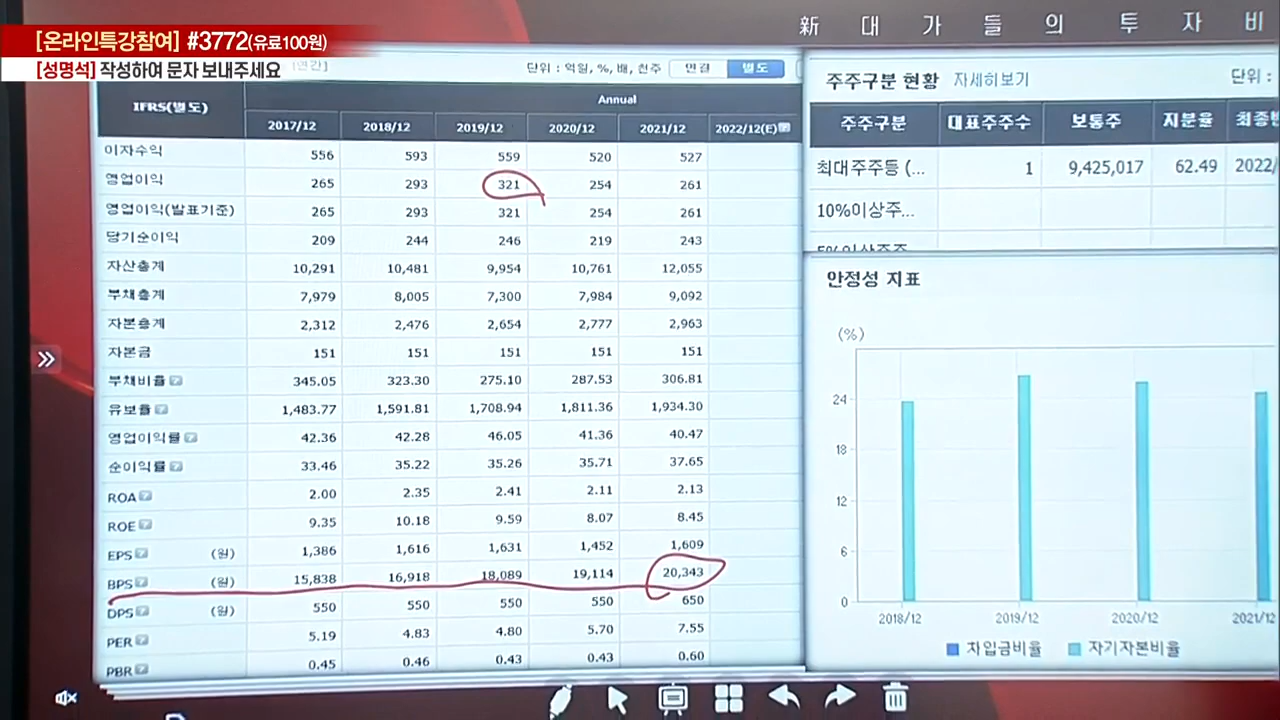 [온라인특강참여] #3772(유료100원)
[성명석] 작성하여 문자 보내주세요
新 대 가 들 의 투 자 비
[연간]
단위 : 억원, %, 배, 천주 연결 별도
IFRS(별도) Annual
2017/12 2018/12 2019/12 2020/12 2021/12 2022/12(E)
이자수익 556 593 559 520 527
영업이익 265 293 321 254 261
영업이익(발표기준) 265 293 321 254 261
당기순이익 209 244 246 219 243
자산총계 10,291 10,481 9,954 10,761 12,055
부채총계 7,979 8,005 7,300 7,984 9,092
자본총계 2,312 2,476 2,654 2,777 2,963
자본금 151 151 151 151 151
부채비율 345.05 323.30 275.10 287.53 306.81
유보율 1,483.77 1,591.81 1,708.94 1,811.36 1,934.30
영업이익률 42.36 42.28 46.05 41.36 40.47
순이익률 33.46 35.22 35.26 35.71 37.65
ROA 2.00 2.35 2.41 2.11 2.13
ROE 9.35 10.18 9.59 8.07 8.45
EPS (원) 1,386 1,616 1,631 1,452 1,609
BPS (원) 15,838 16,918 18,089 19,114 20,343
DPS (원) 550 550 550 550 650
PER 5.19 4.83 4.80 5.70 7.55
PBR 0.45 0.46 0.43 0.43 0.60
주주구분 현황 자세히보기 단위 :
주주구분 대표주주수 보통주 지분율 최종변
최대주주등 (... 1 9,425,017 62.49 2022/
10%이상주...
5%이상주주
안정성 지표
(%)
24
18
12
6
0
2018/12 2019/12 2020/12 2021/12
차입금비율 자기자본비율